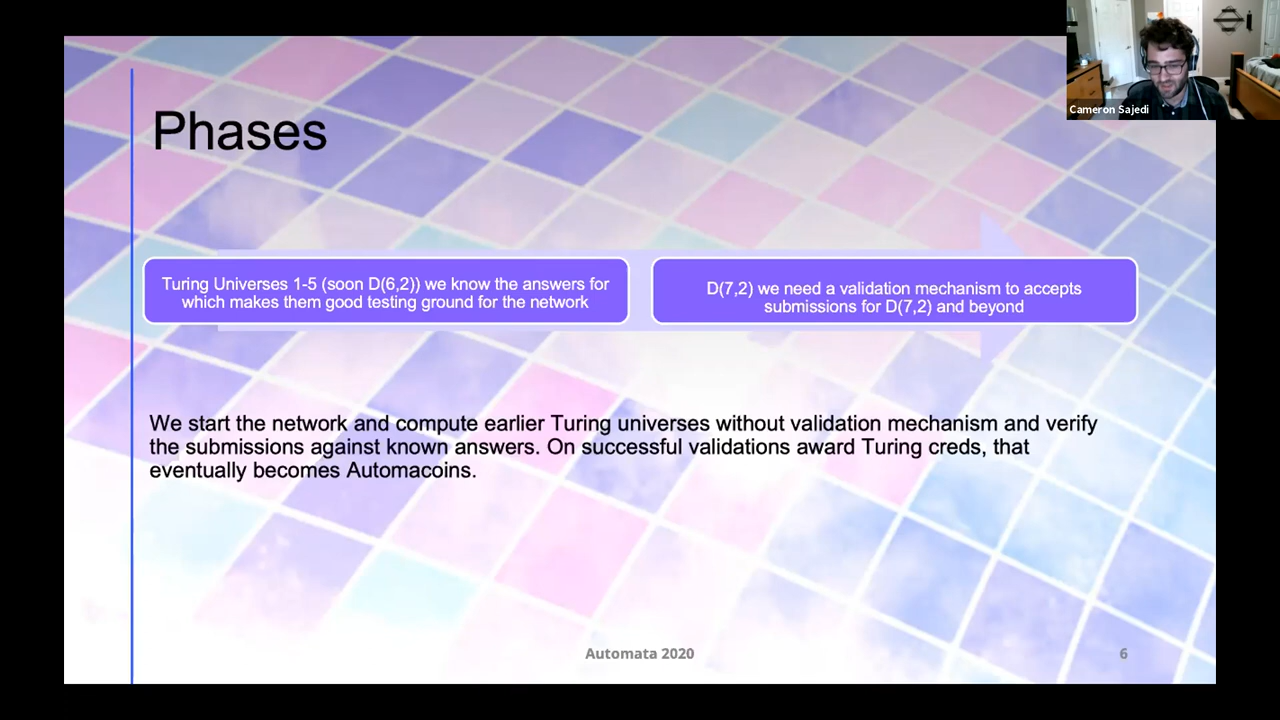 Cameron Sajedi
Phases
Turing Universes 1-5 (soon D(6,2)) we know the answers for
which makes them good testing ground for the network
D(7,2) we need a validation mechanism to accepts
submissions for D(7,2) and beyond
We start the network and compute earlier Turing universes without validation mechanism and verify
the submissions against known answers. On successful validations award Turing creds, that
eventually becomes Automacoins.
Automata 2020
6